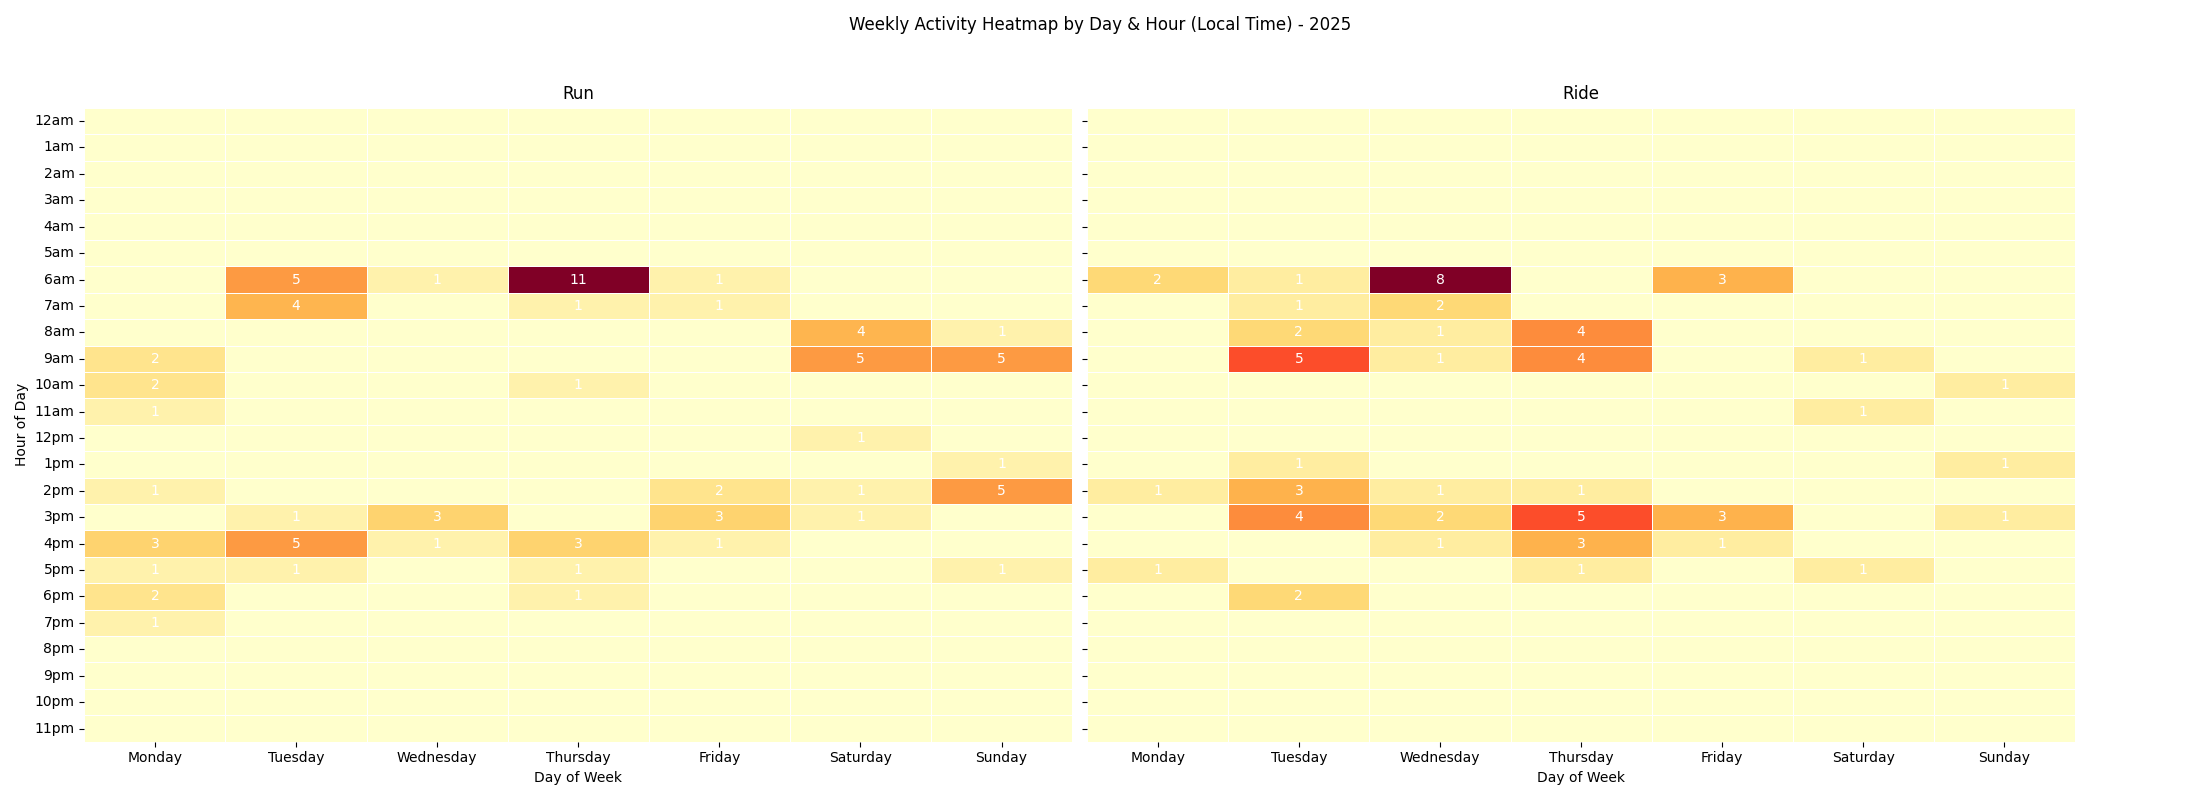 Weekly Activity Heatmap by Day & Hour (Local Time) - 2025
Run Ride
12am
1am
2am
3am
4am
5am
6am 5 1 11 1 2 1 8 3
7am 4 1 1 1 2
8am 4 1 2 1 4
9am 2 5 5 5 1 4 1
10am 2 1 1
11am 1 1
12pm 1
1pm 1 1 1
2pm 1 2 1 5 1 3 1 1
3pm 1 3 3 1 4 2 5 3 1
4pm 3 5 1 3 1 1 3 1
5pm 1 1 1 1 1 1 1
6pm 2 1 2
7pm 1
8pm
9pm
10pm
11pm
Hour of Day
Monday Tuesday Wednesday Thursday Friday Saturday Sunday Monday Tuesday Wednesday Thursday Friday Saturday Sunday
Day of Week Day of Week